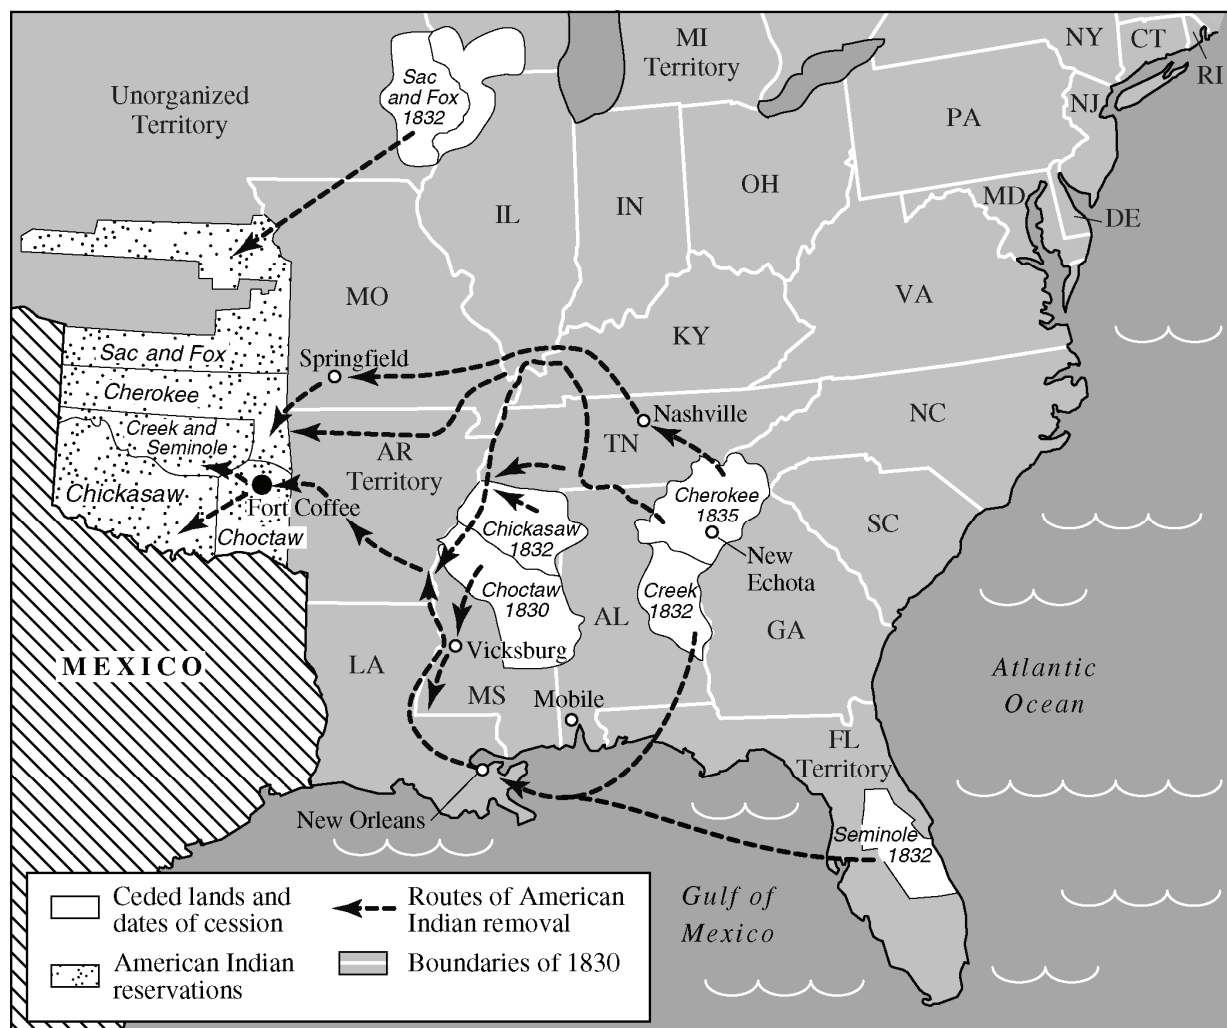 MI
Territory
NY
CT
RI
Sac
and Fox
1832
Unorganized
Territory
PA
NJ
OH
IL
IN
MD
DE
MO
VA
KY
Sac and Fox
Springfield
Cherokee
Nashville
NC
Creek and
Seminole
TN
AR
Territory
Chickasaw
Fort Coffee
Cherokee
1835
SC
Choctaw
Chickasaw
1832
New
Echota
Choctaw
1830
Creek
1832
AL
GA
MEXICO
LA
Vicksburg
Atlantic
Ocean
MS
Mobile
FL
Territory
New Orleans
Seminole
1832
Gulf of
Mexico
Ceded lands and
dates of cession
Routes of American
Indian removal
American Indian
reservations
Boundaries of 1830